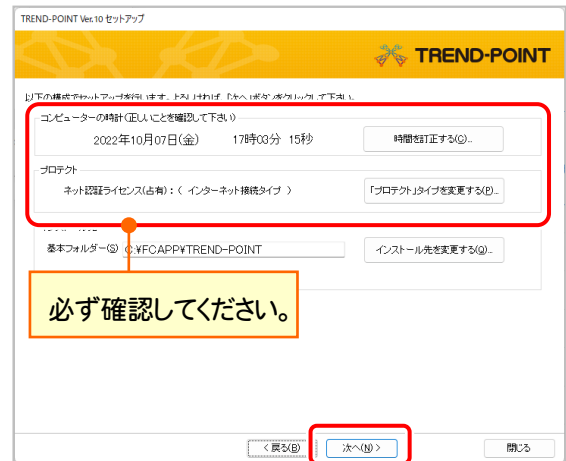 TREND-POINT Ver.10 セットアップ
TREND-POINT
以下の構成でセットアップを行います。よろしければ「次へ」ボタンをクリックして下さい。
コンピューターの時計(正しいことを確認して下さい)
2022年10月07日(金) 17時03分 15秒
時間を訂正する(C)...
プロテクト
ネット認証ライセンス(占有):( インターネット接続タイプ )
「プロテクト」タイプを変更する(P)...
基本フォルダー(S) C:¥FCAPP¥TREND-POINT
インストール先を変更する(Q)...
必ず確認してください。
<戻る(B)
次へ(N)>
閉じる